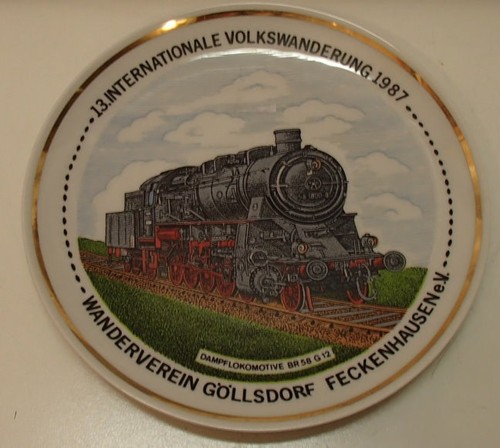 13. INTERNATIONALE VOLKSWANDERUNG 1987
DAMPFLOKOMOTIVE BR 58 G 12
WANDERVEREIN GÖLLSDORF FECKENHAUSEN e.V.